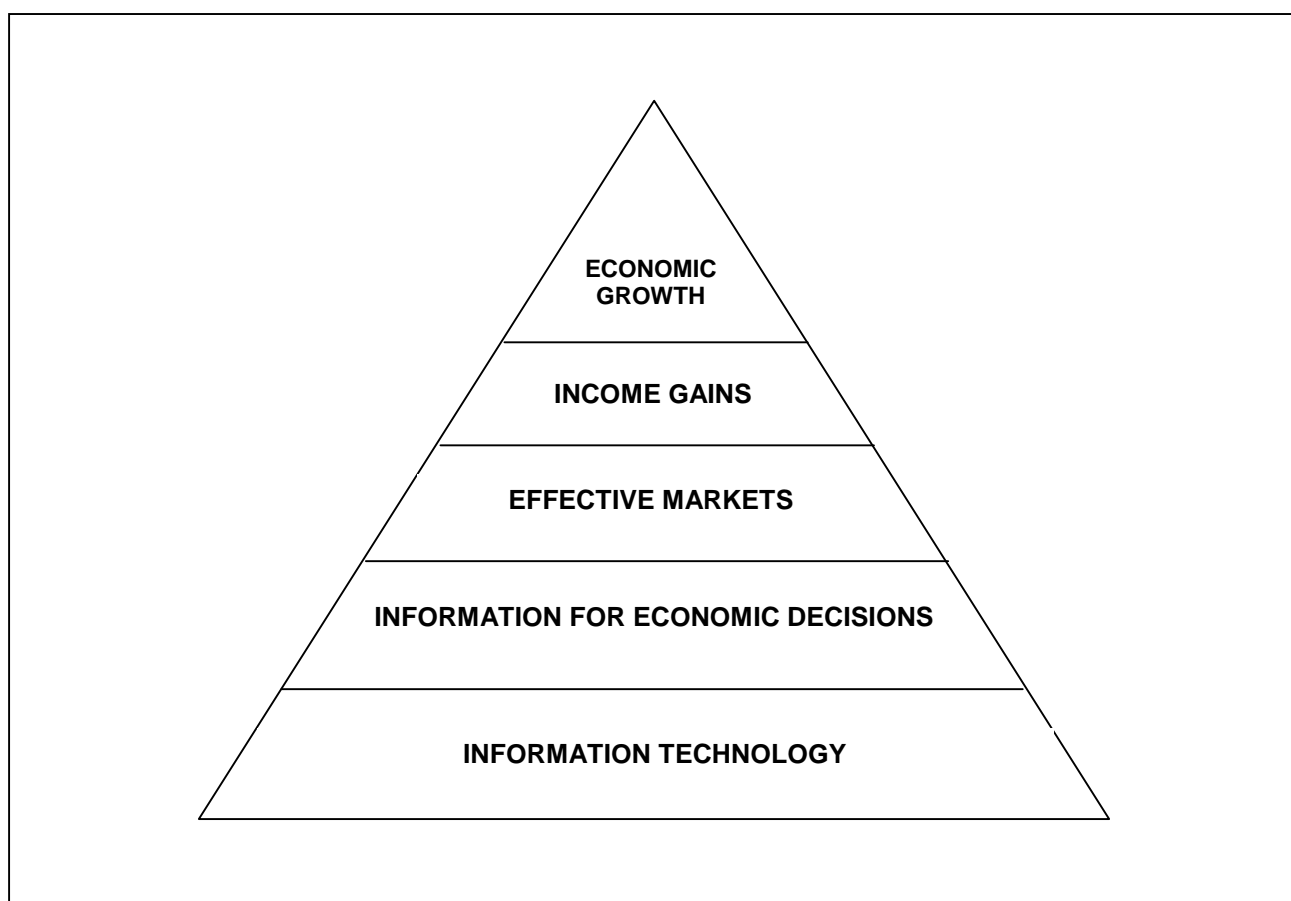 ECONOMIC
GROWTH
INCOME GAINS
EFFECTIVE MARKETS
INFORMATION FOR ECONOMIC DECISIONS
INFORMATION TECHNOLOGY